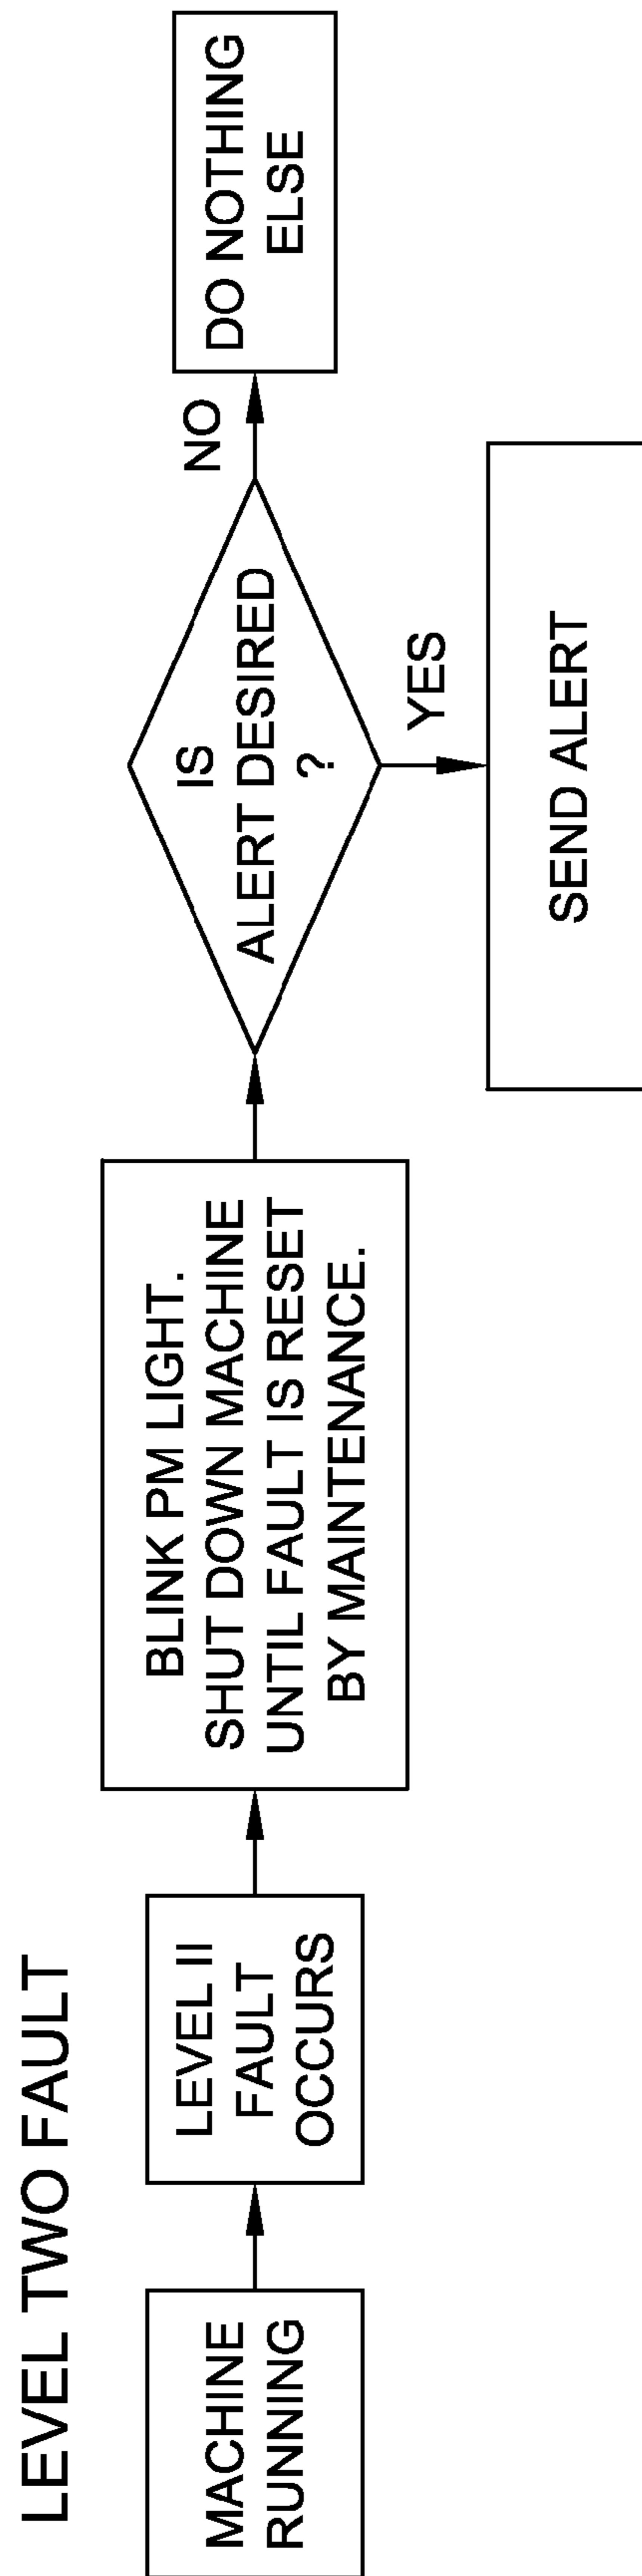 LEVEL TWO FAULT
MACHINE
RUNNING
LEVEL II
FAULT
OCCURS
BLINK PM LIGHT.
SHUT DOWN MACHINE
UNTIL FAULT IS RESET
BY MAINTENANCE.
IS
ALERT DESIRED
?
NO
DO NOTHING
ELSE
YES
SEND ALERT